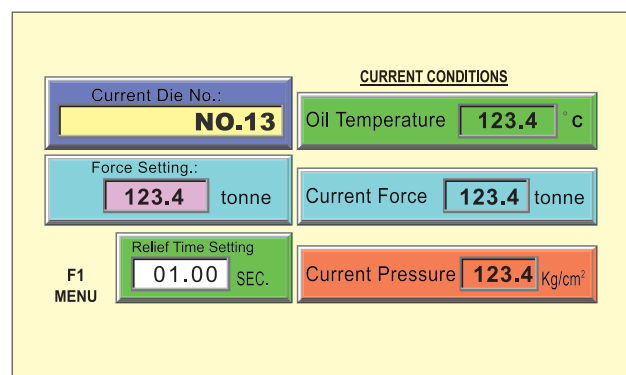 CURRENT CONDITIONS
Current Die No.:
NO.13
Oil Temperature 123.4 °C
Force Setting.:
123.4 tonne
Current Force 123.4 tonne
Relief Time Setting
01.00 SEC.
Current Pressure 123.4 Kg/cm²
F1
MENU